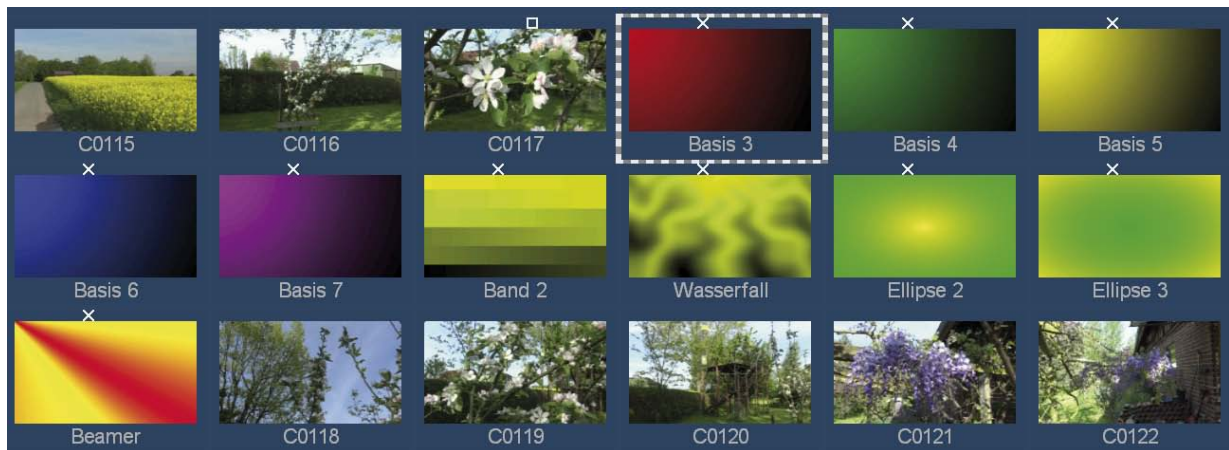 C0115 C0116 C0117 Basis 3 Basis 4 Basis 5
Basis 6 Basis 7 Band 2 Wasserfall Ellipse 2 Ellipse 3
Beamer C0118 C0119 C0120 C0121 C0122